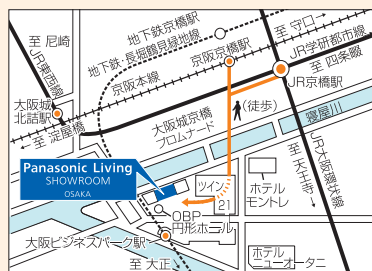 地下鉄京橋駅
至 守口
至 尼崎
地下鉄・長堀鶴見緑地線
京阪京橋駅
JR学研都市線
至 四条畷
JR東西線
京阪本線
JR京橋駅
大阪城
北詰駅
大阪城京橋
プロムナード
(徒歩)
寝屋川
至 淀屋橋
Panasonic Living
SHOWROOM
OSAKA
ツイン
21
ホテル
モントレ
至 天王寺
JR大阪環状線
OBP
円形ホール
大阪ビジネスパーク駅
ホテル
ニューオータニ
至 大正